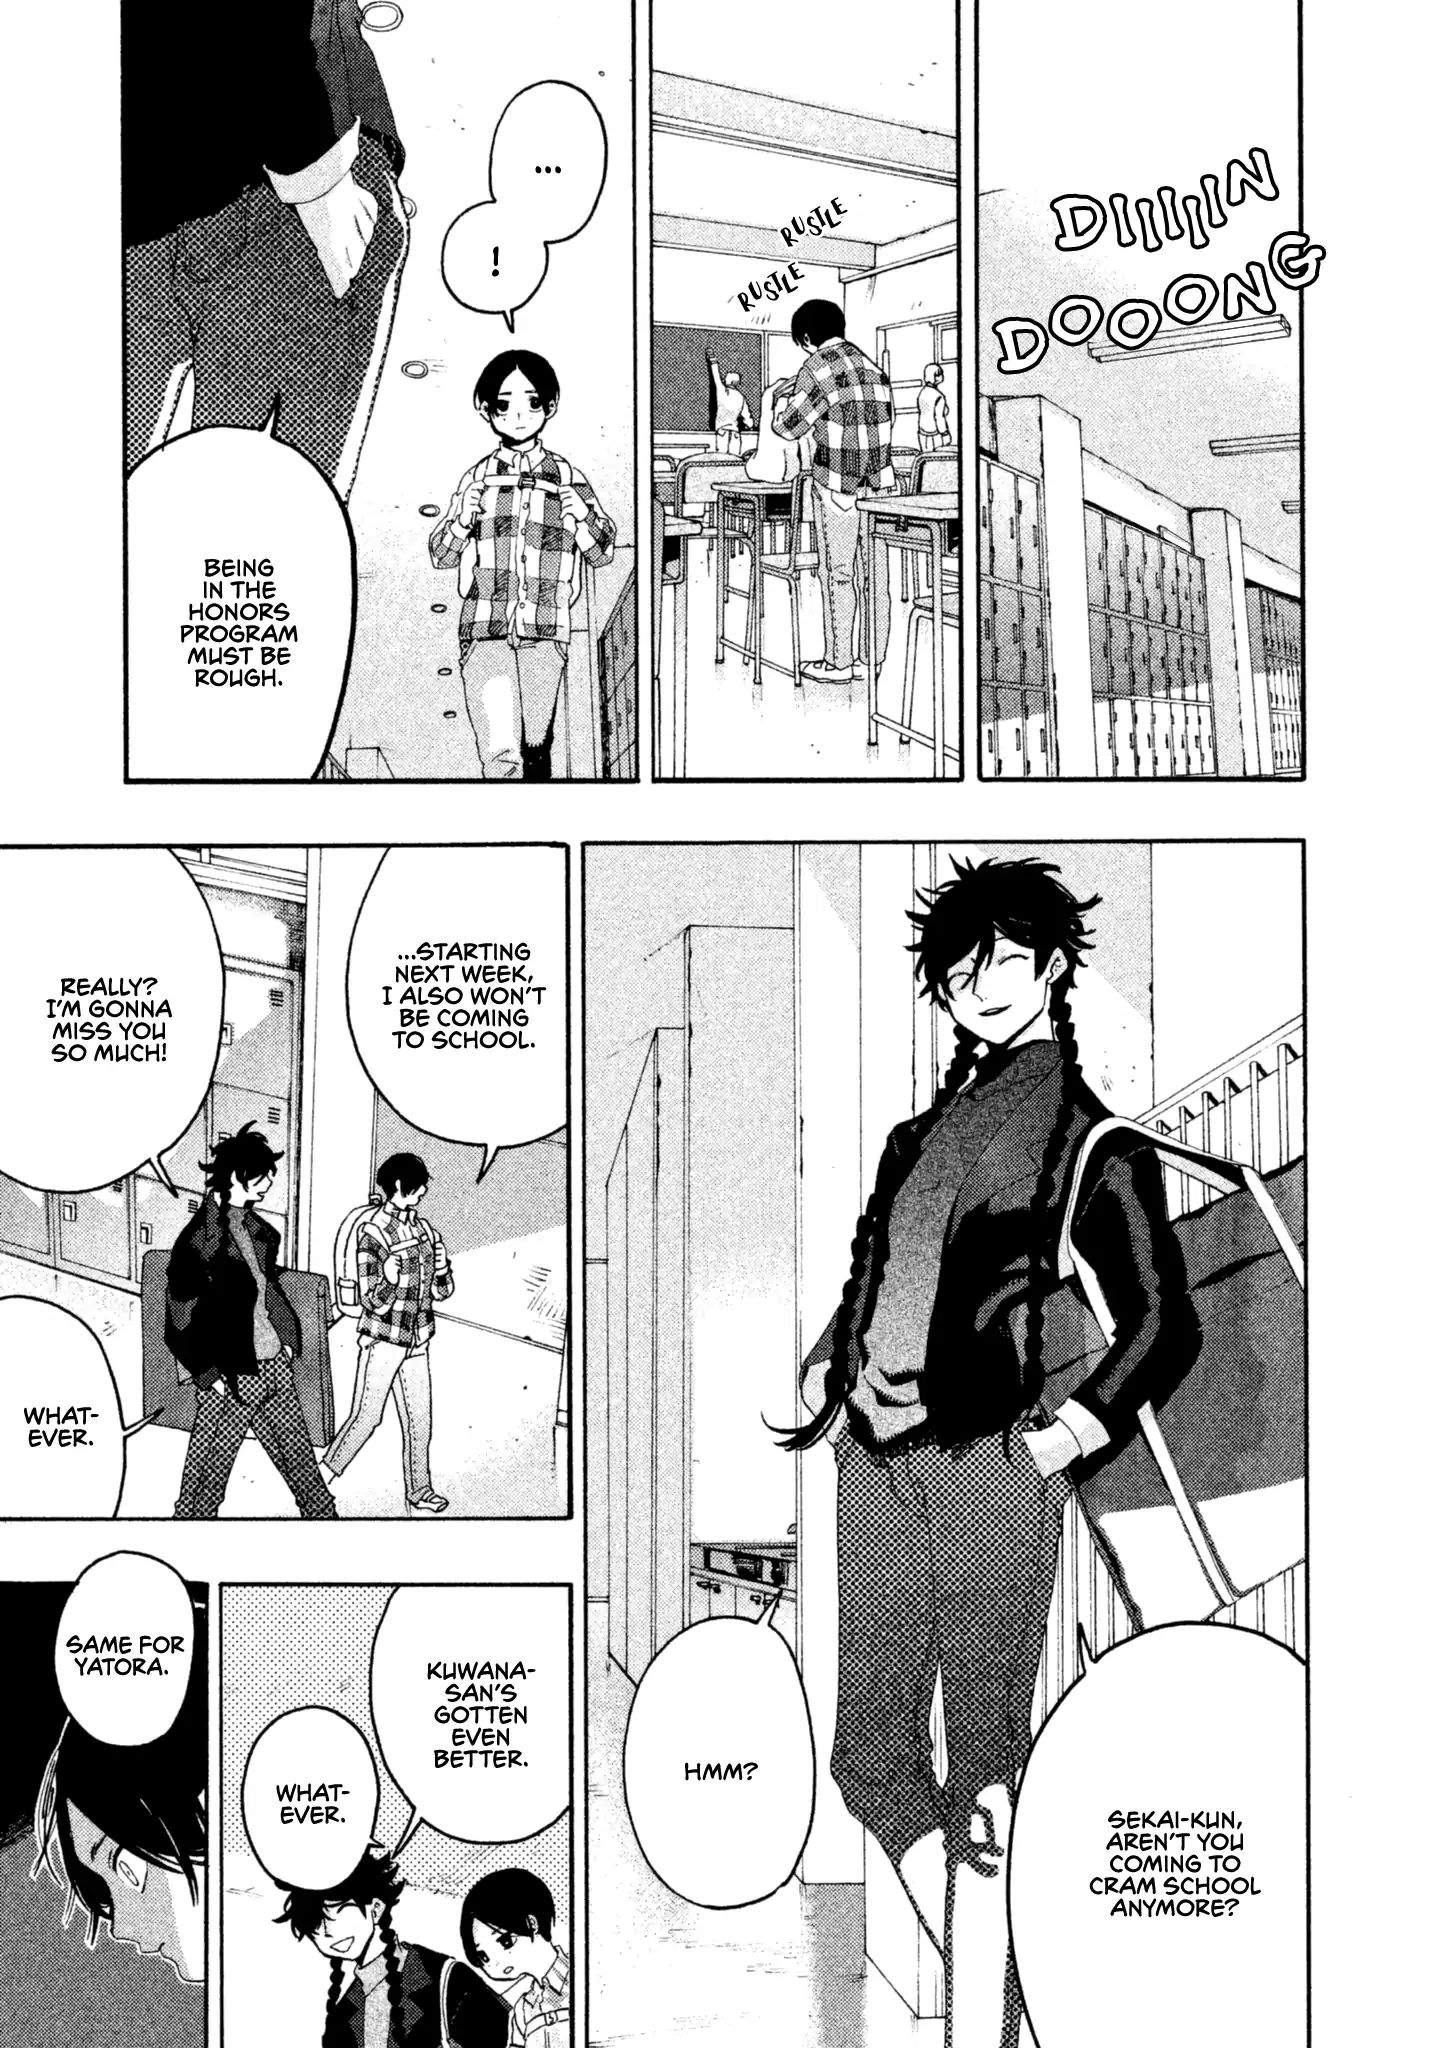 DIIIIIN
DOOONG
RUSTLE
RUSTLE
...
!
BEING
IN THE
HONORS
PROGRAM
MUST BE
ROUGH.
SEKAI-KUN,
AREN'T YOU
COMING TO
CRAM SCHOOL
ANYMORE?
HMM?
...STARTING
NEXT WEEK,
I ALSO WON'T
BE COMING
TO SCHOOL.
REALLY?
I'M GONNA
MISS YOU
SO MUCH!
WHAT-
EVER.
KUWANA-
SAN'S
GOTTEN
EVEN
BETTER.
WHAT-
EVER.
SAME FOR
YATORA.